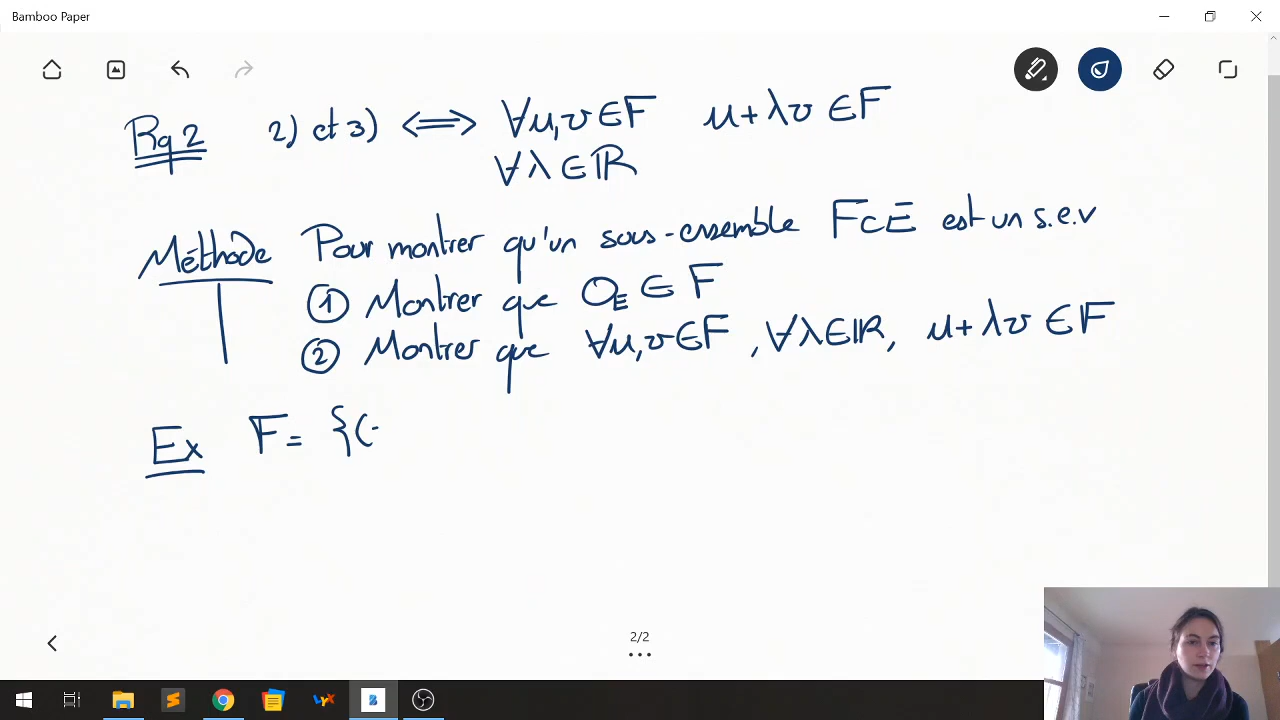 Bamboo Paper
Rq 2 2) et 3) ⟺ ∀u,v∈F u+λv ∈F
∀λ∈ℝ
Méthode Pour montrer qu'un sous-ensemble F⊂E est un s.e.v
① Montrer que 0_E ∈ F
② Montrer que ∀u,v∈F, ∀λ∈ℝ, u+λv ∈F
Ex F= {(-
2/2